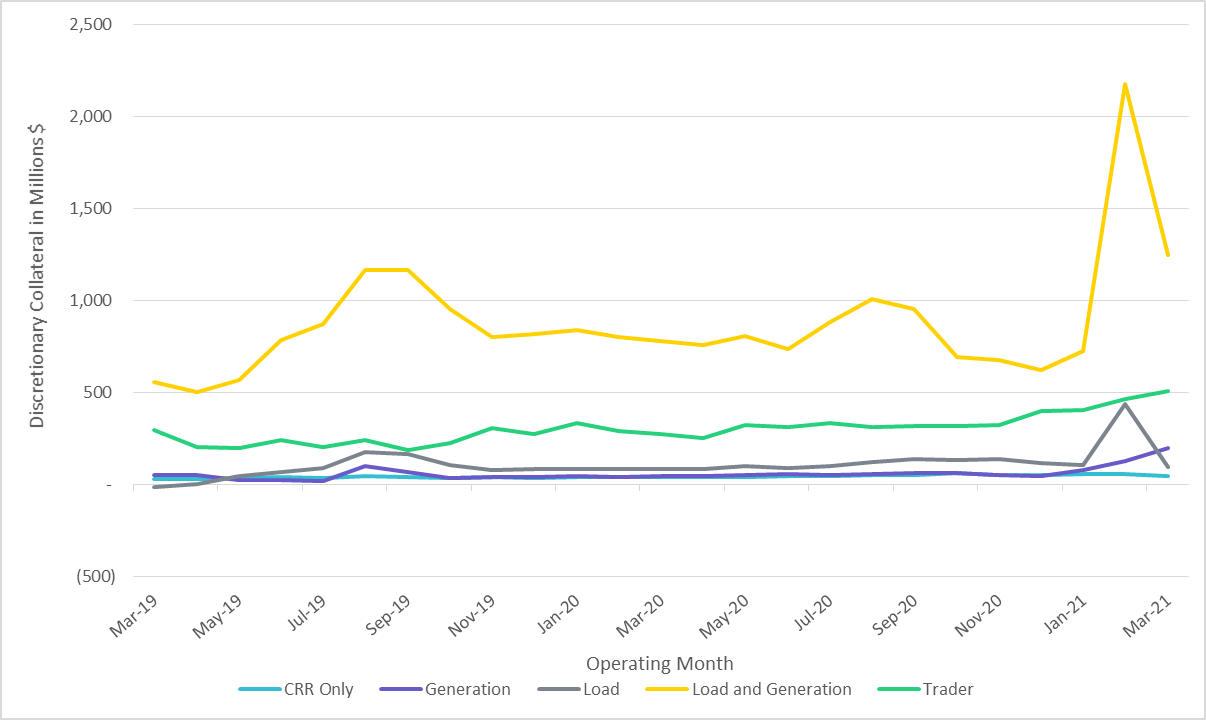 2,500
2,000
1,500
1,000
500
-
(500)
Discretionary Collateral in Millions $
Mar-19
May-19
Jul-19
Sep-19
Nov-19
Jan-20
Mar-20
May-20
Jul-20
Sep-20
Nov-20
Jan-21
Mar-21
Operating Month
CRR Only
Generation
Load
Load and Generation
Trader